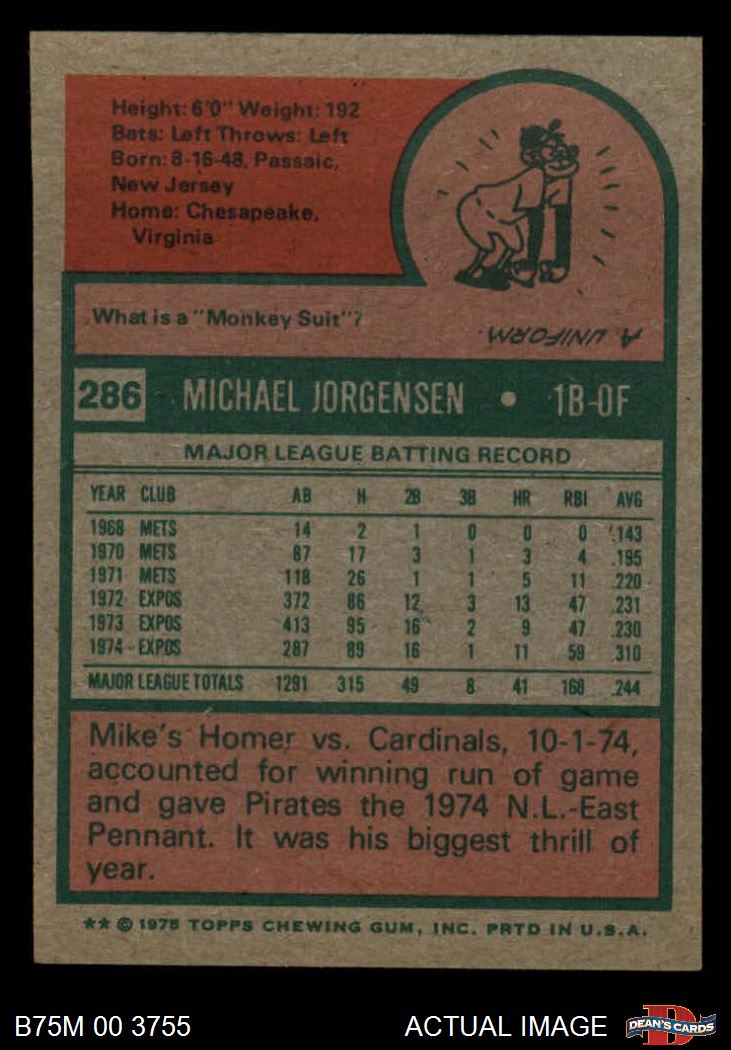 Height: 6'0" Weight: 192
Bats: Left Throws: Left
Born: 8-16-48, Passaic,
New Jersey
Home: Chesapeake,
Virginia
What is a "Monkey Suit"?
A UNIFORM.
286 MICHAEL JORGENSEN • 1B-OF
MAJOR LEAGUE BATTING RECORD
YEAR CLUB AB H 2B 3B HR RBI AVG
1968 METS 14 2 1 0 0 0 .143
1970 METS 87 17 3 1 3 4 .195
1971 METS 118 26 1 1 5 11 .220
1972 EXPOS 372 86 12 3 13 47 .231
1973 EXPOS 413 95 16 2 9 47 .230
1974 EXPOS 287 89 16 1 11 59 .310
MAJOR LEAGUE TOTALS 1291 315 49 8 41 168 .244
Mike's Homer vs. Cardinals, 10-1-74,
accounted for winning run of game
and gave Pirates the 1974 N.L.-East
Pennant. It was his biggest thrill of
year.
** © 1975 TOPPS CHEWING GUM, INC. PRTD IN U.S.A.
B75M 00 3755 ACTUAL IMAGE D DEAN'S CARDS